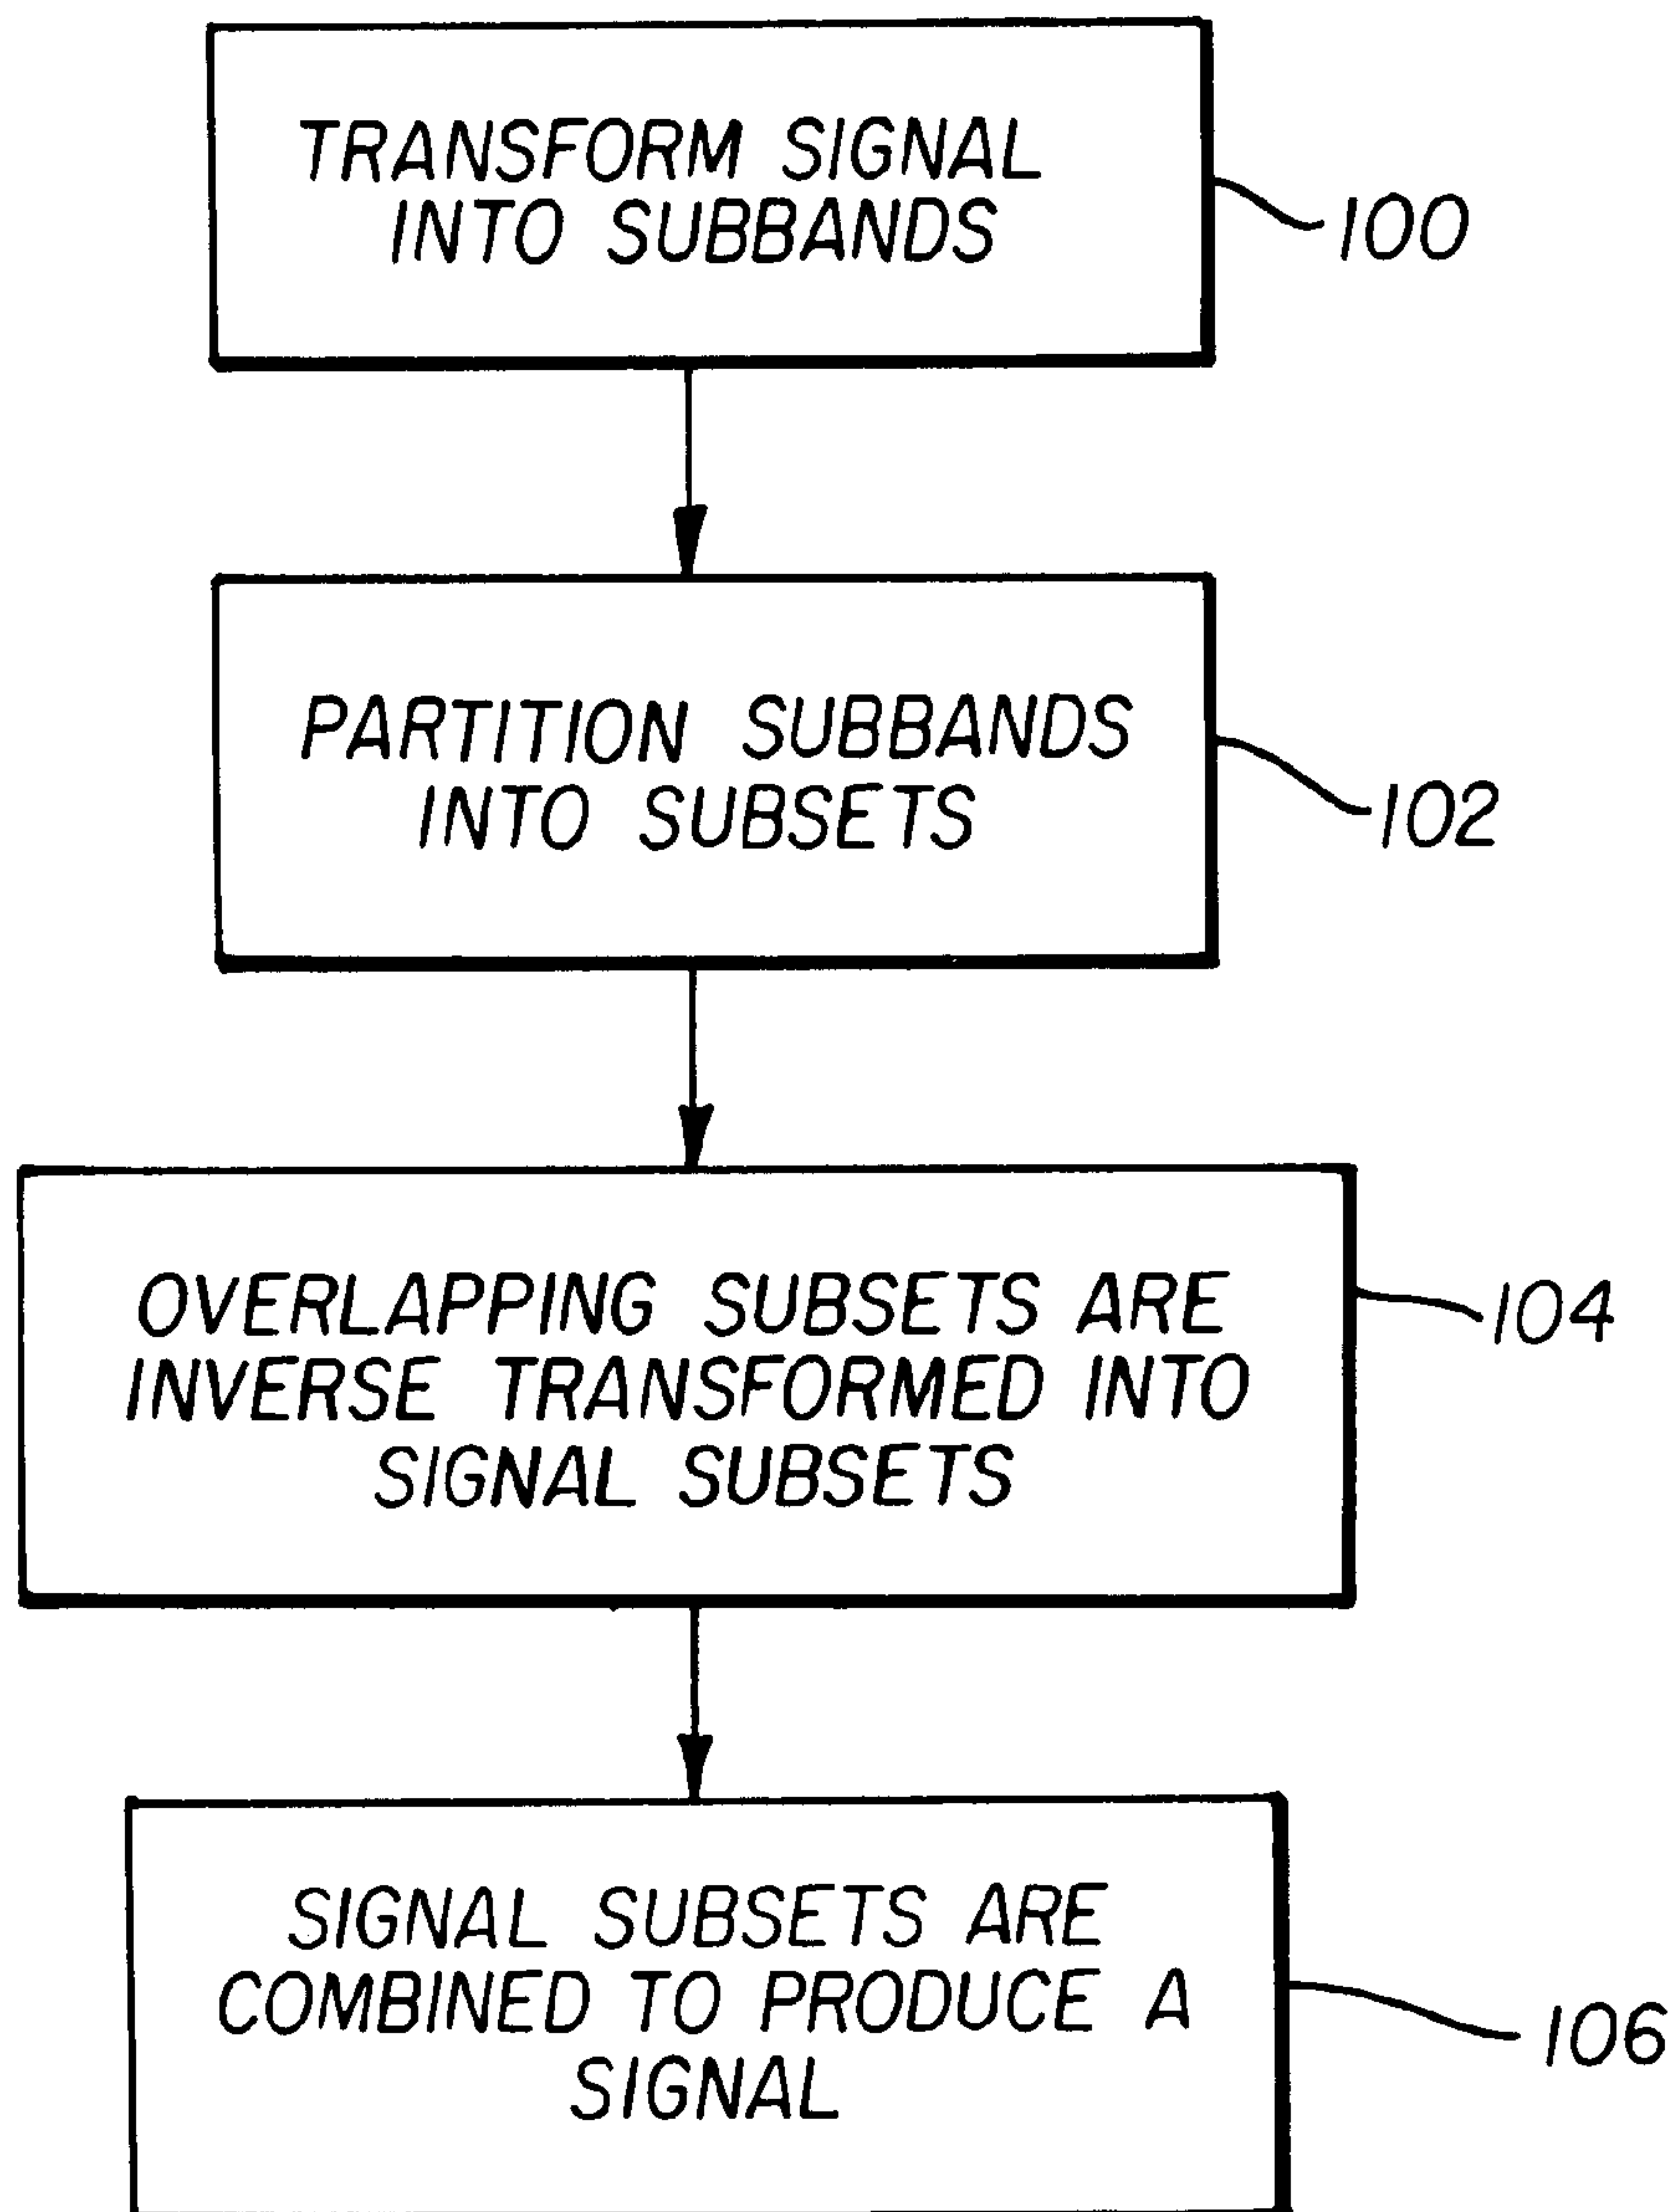 TRANSFORM SIGNAL
INTO SUBBANDS
100
PARTITION SUBBANDS
INTO SUBSETS
102
OVERLAPPING SUBSETS ARE
INVERSE TRANSFORMED INTO
SIGNAL SUBSETS
104
SIGNAL SUBSETS ARE
COMBINED TO PRODUCE A
SIGNAL
106